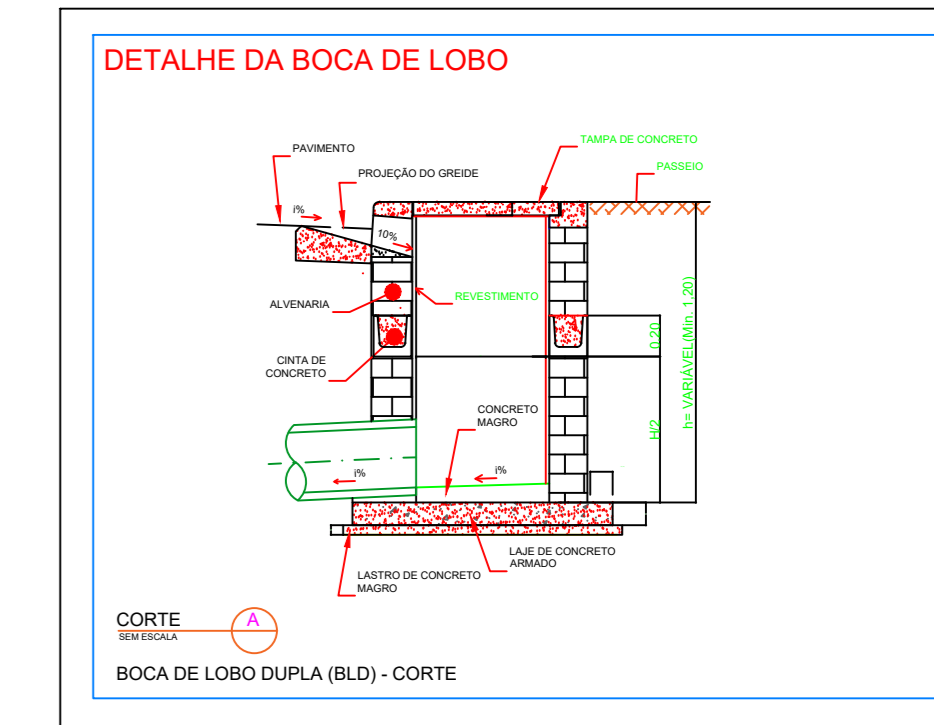 DETALHE DA BOCA DE LOBO
TAMPA DE CONCRETO
PAVIMENTO
PASSEIO
PROJEÇÃO DO GREIDE
i%
10%
REVESTIMENTO
ALVENARIA
0,20
h= VARIÁVEL(Min. 1,20)
CINTA DE
CONCRETO
CONCRETO
MAGRO
H/2
i%
i%
LAJE DE CONCRETO
ARMADO
LASTRO DE CONCRETO
MAGRO
CORTE
A
SEM ESCALA
BOCA DE LOBO DUPLA (BLD) - CORTE